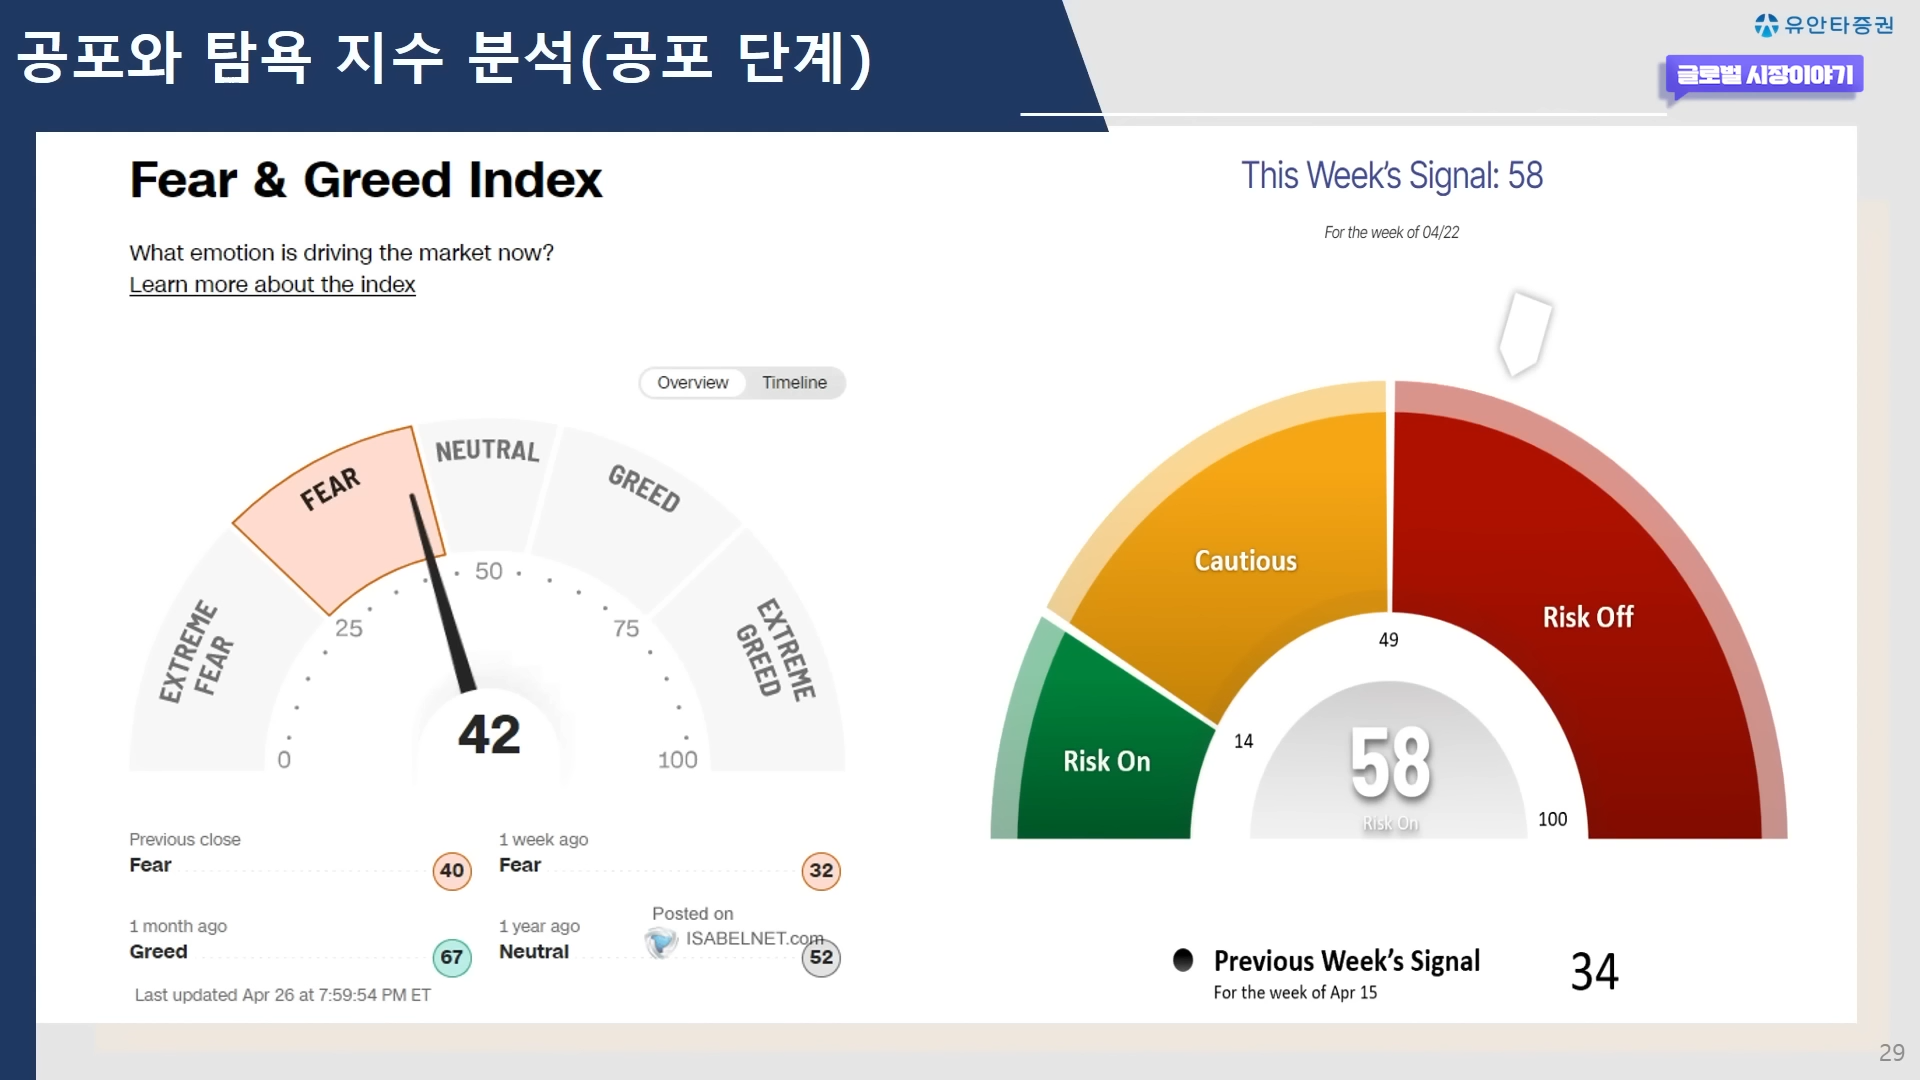 공포와 탐욕 지수 분석(공포 단계)
유안타증권
글로벌 시장이야기
Fear & Greed Index
What emotion is driving the market now?
Learn more about the index
Overview
Timeline
EXTREME
FEAR
FEAR
NEUTRAL
GREED
EXTREME
GREED
0
25
50
75
100
42
Previous close
Fear
40
1 week ago
Fear
32
1 month ago
Greed
67
1 year ago
Neutral
52
Posted on
ISABELNET.com
Last updated Apr 26 at 7:59:54 PM ET
This Week's Signal: 58
For the week of 04/22
Cautious
Risk Off
Risk On
49
14
100
58
Risk On
Previous Week's Signal
34
For the week of Apr 15
29